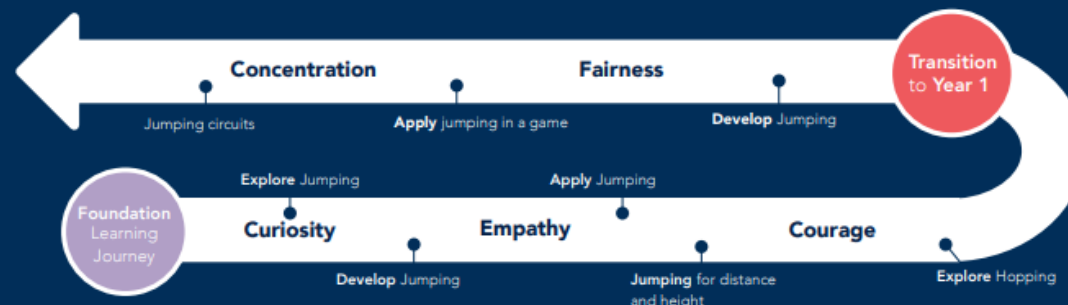 Concentration
Fairness
Transition
to Year 1
Jumping circuits
Apply jumping in a game
Develop Jumping
Explore Jumping
Apply Jumping
Foundation
Learning
Journey
Curiosity
Empathy
Courage
Develop Jumping
Jumping for distance
and height
Explore Hopping